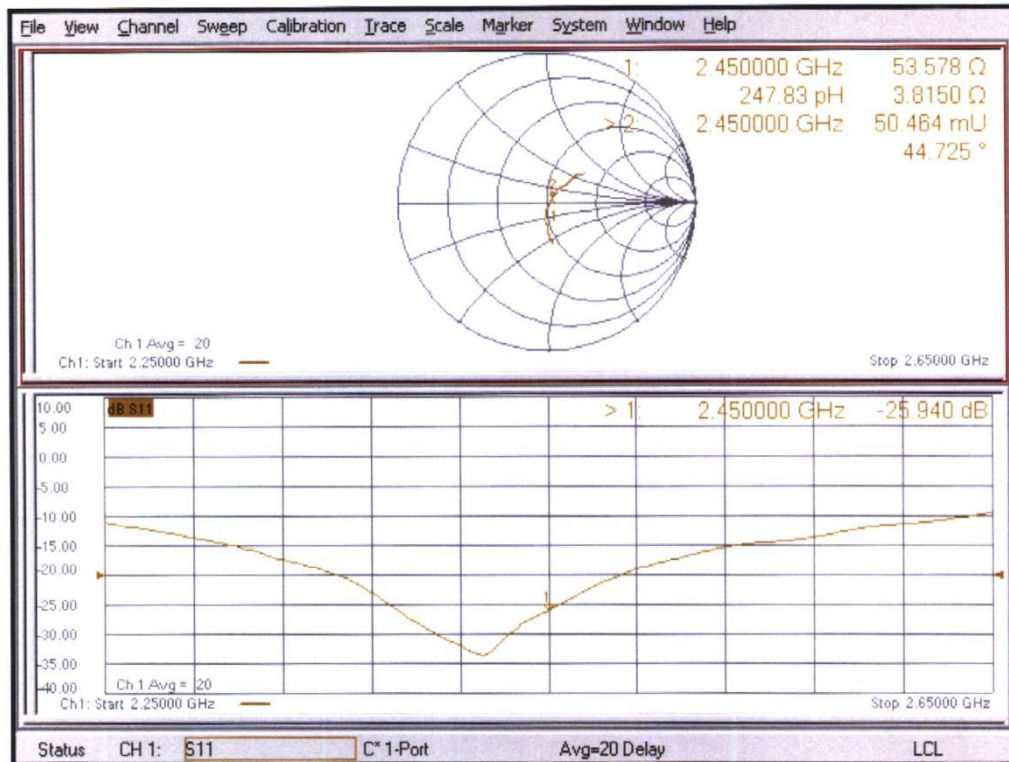 File View Channel Sweep Calibration Trace Scale Marker System Window Help
1: 2.450000 GHz 53.578 Ω
247.83 pH 3.8150 Ω
> 2: 2.450000 GHz 50.464 mU
44.725 °
2
1
Ch 1 Avg = 20
Ch1: Start 2.25000 GHz
Stop 2.65000 GHz
10.00
dB S11
> 1: 2.450000 GHz -25.940 dB
5.00
0.00
-5.00
-10.00
-15.00
-20.00
-25.00
1
-30.00
-35.00
-40.00
Ch 1 Avg = 20
Ch1: Start 2.25000 GHz
Stop 2.65000 GHz
Status CH 1: S11 C* 1-Port Avg=20 Delay LCL